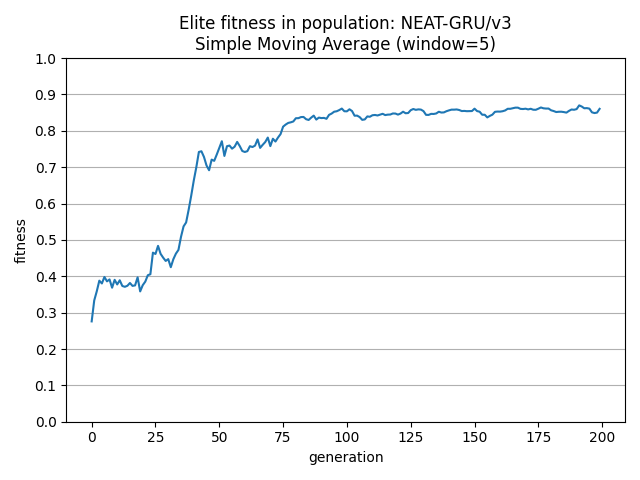 Elite fitness in population: NEAT-GRU/v3
Simple Moving Average (window=5)
1.0
0.9
0.8
0.7
0.6
0.5
0.4
0.3
0.2
0.1
0.0
fitness
0 25 50 75 100 125 150 175 200
generation